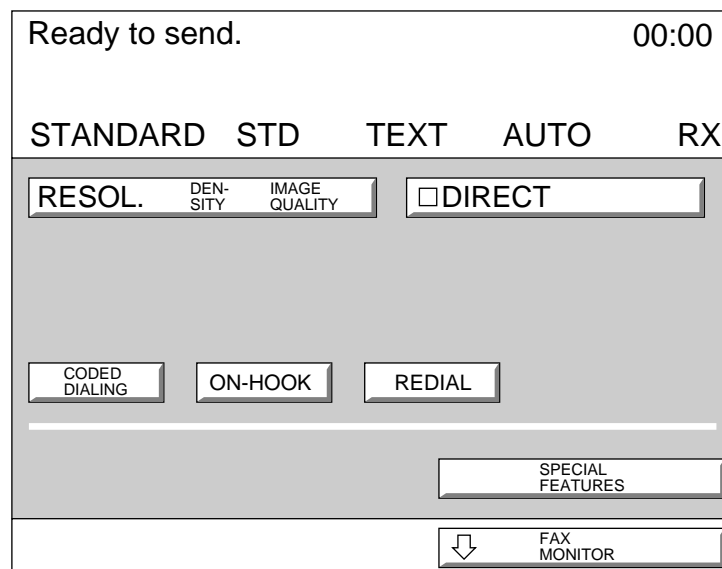 Ready to send. 00:00
STANDARD STD TEXT AUTO RX
RESOL. DEN-
SITY IMAGE
QUALITY DIRECT
CODED
DIALING ON-HOOK REDIAL
SPECIAL
FEATURES
FAX
MONITOR